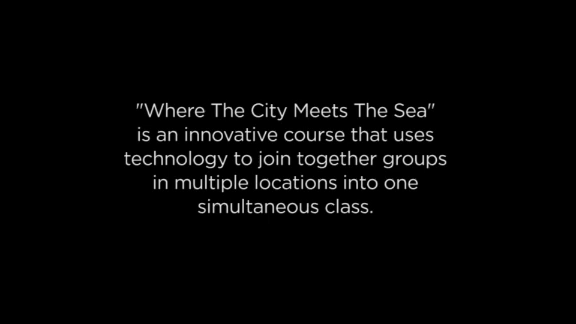 "Where The City Meets The Sea"
is an innovative course that uses
technology to join together groups
in multiple locations into one
simultaneous class.